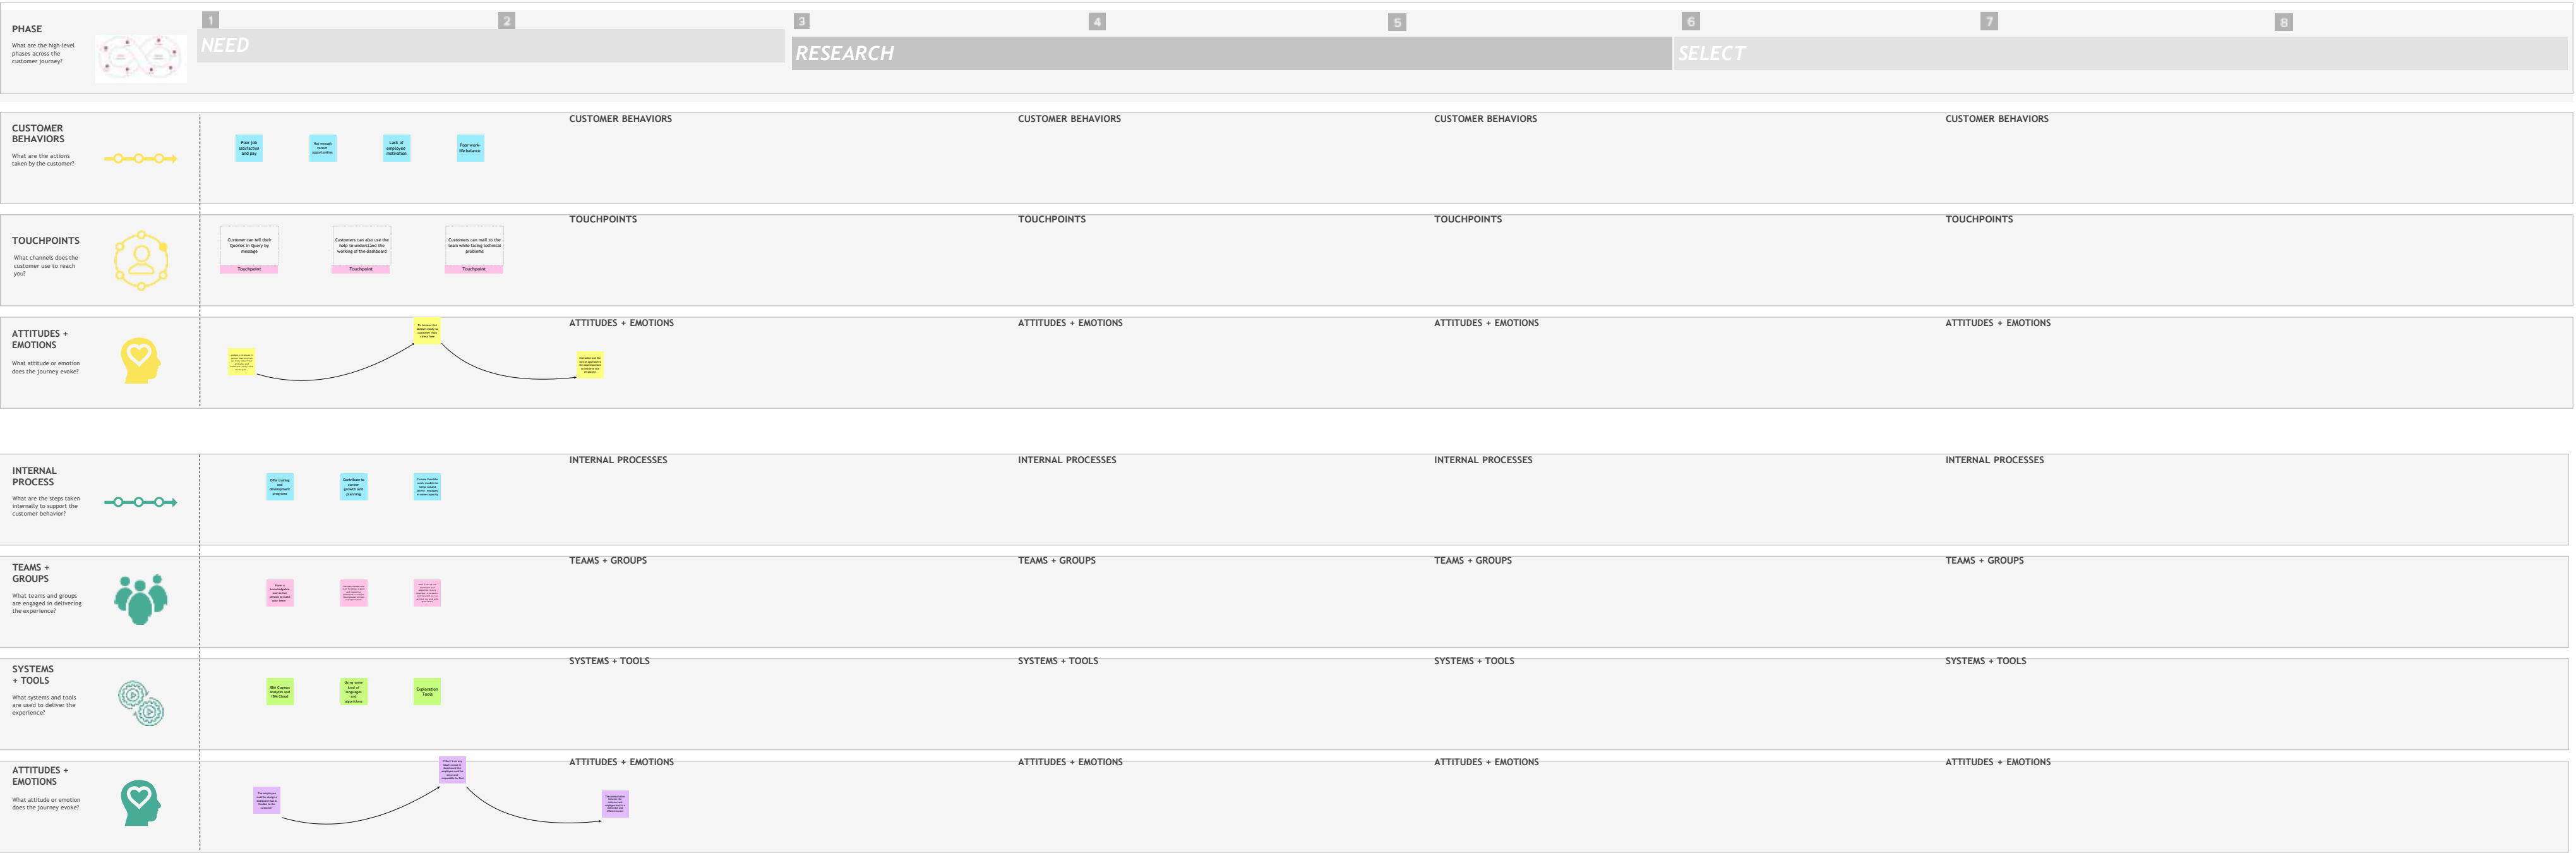 PHASE
What are the high-level
phases across the
customer journey?
1
2
3
4
5
6
7
8
NEED
RESEARCH
SELECT
CUSTOMER
BEHAVIORS
What are the actions
taken by the customer?
CUSTOMER BEHAVIORS
CUSTOMER BEHAVIORS
CUSTOMER BEHAVIORS
CUSTOMER BEHAVIORS
Poor job
satisfaction
and pay
Not enough
career
opportunities
Lack of
employee
motivation
Poor work-
life balance
TOUCHPOINTS
What channels does the
customer use to reach
you?
TOUCHPOINTS
TOUCHPOINTS
TOUCHPOINTS
TOUCHPOINTS
Customer can tell their
Queries in Query by
message
Touchpoint
Customers can also use the
help to understand the
working of the dashboard
Touchpoint
Customers can mail to the
team while facing technical
problems
Touchpoint
ATTITUDES +
EMOTIONS
What attitude or emotion
does the journey evoke?
ATTITUDES + EMOTIONS
ATTITUDES + EMOTIONS
ATTITUDES + EMOTIONS
ATTITUDES + EMOTIONS
INTERNAL
PROCESS
What are the steps taken
internally to support the
customer behavior?
INTERNAL PROCESSES
INTERNAL PROCESSES
INTERNAL PROCESSES
INTERNAL PROCESSES
Offer training
and
development
programs
Contribute to
career
growth and
planning
TEAMS +
GROUPS
What teams and groups
are engaged in delivering
the experience?
TEAMS + GROUPS
TEAMS + GROUPS
TEAMS + GROUPS
TEAMS + GROUPS
SYSTEMS
+ TOOLS
What systems and tools
are used to deliver the
experience?
SYSTEMS + TOOLS
SYSTEMS + TOOLS
SYSTEMS + TOOLS
SYSTEMS + TOOLS
IBM Cognos
analytics and
IBM Cloud
Using some
kind of
languages
and
algorithms
Exploration
Tools
ATTITUDES +
EMOTIONS
What attitude or emotion
does the journey evoke?
ATTITUDES + EMOTIONS
ATTITUDES + EMOTIONS
ATTITUDES + EMOTIONS
ATTITUDES + EMOTIONS